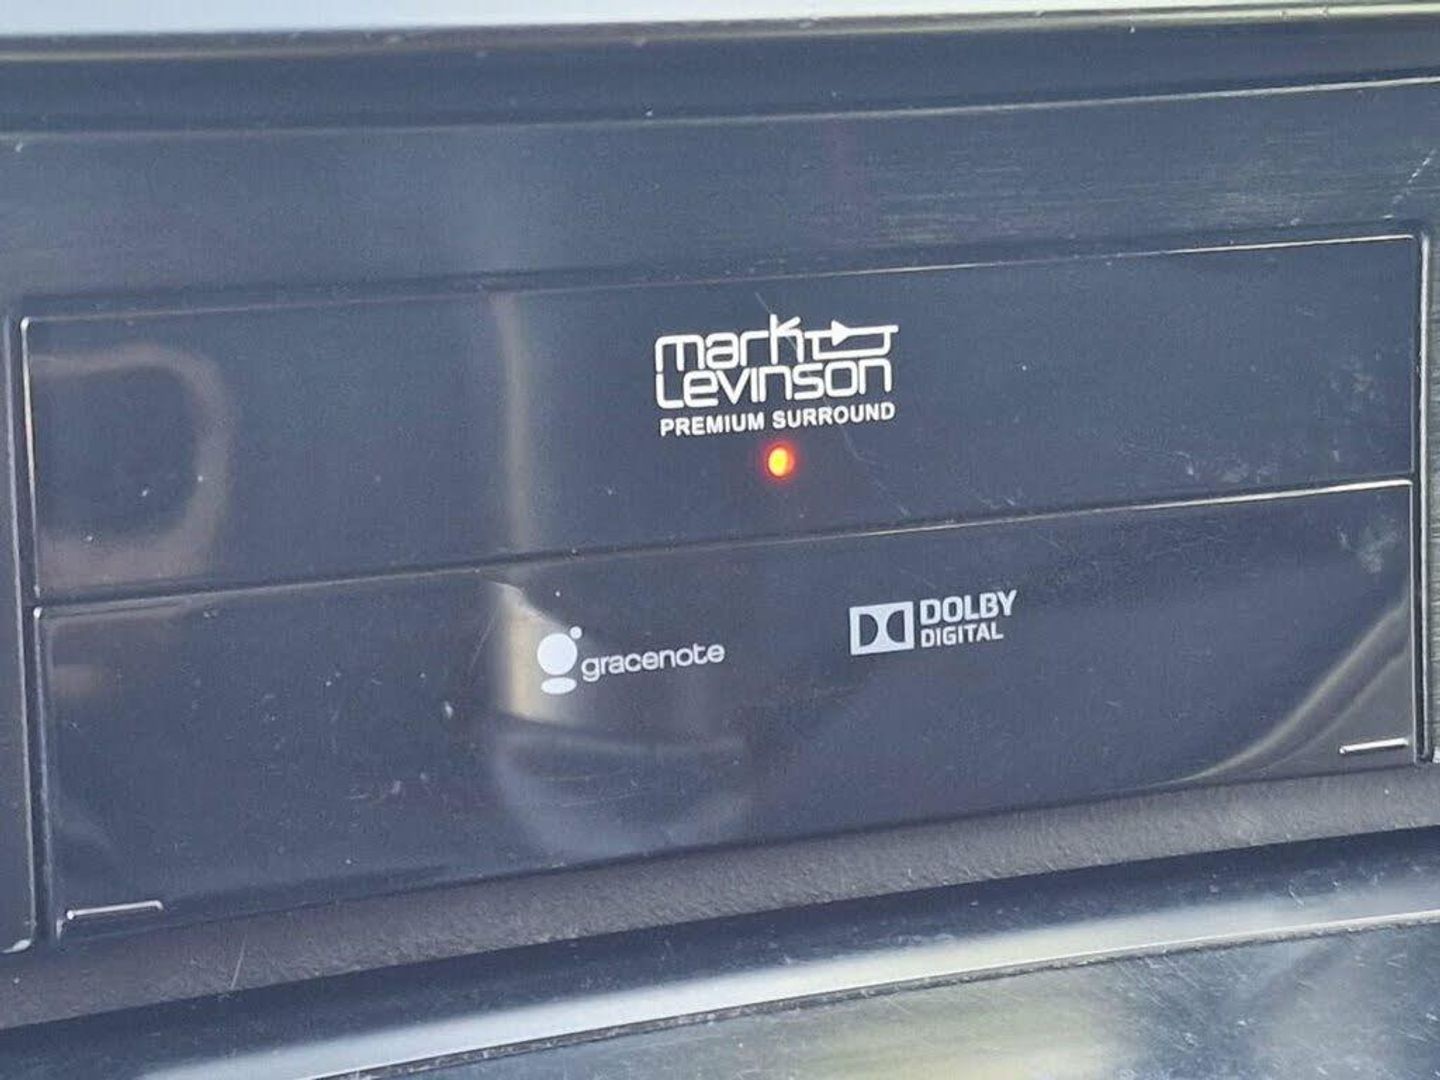 mark
Levinson
PREMIUM SURROUND
gracenote
DOLBY
DIGITAL